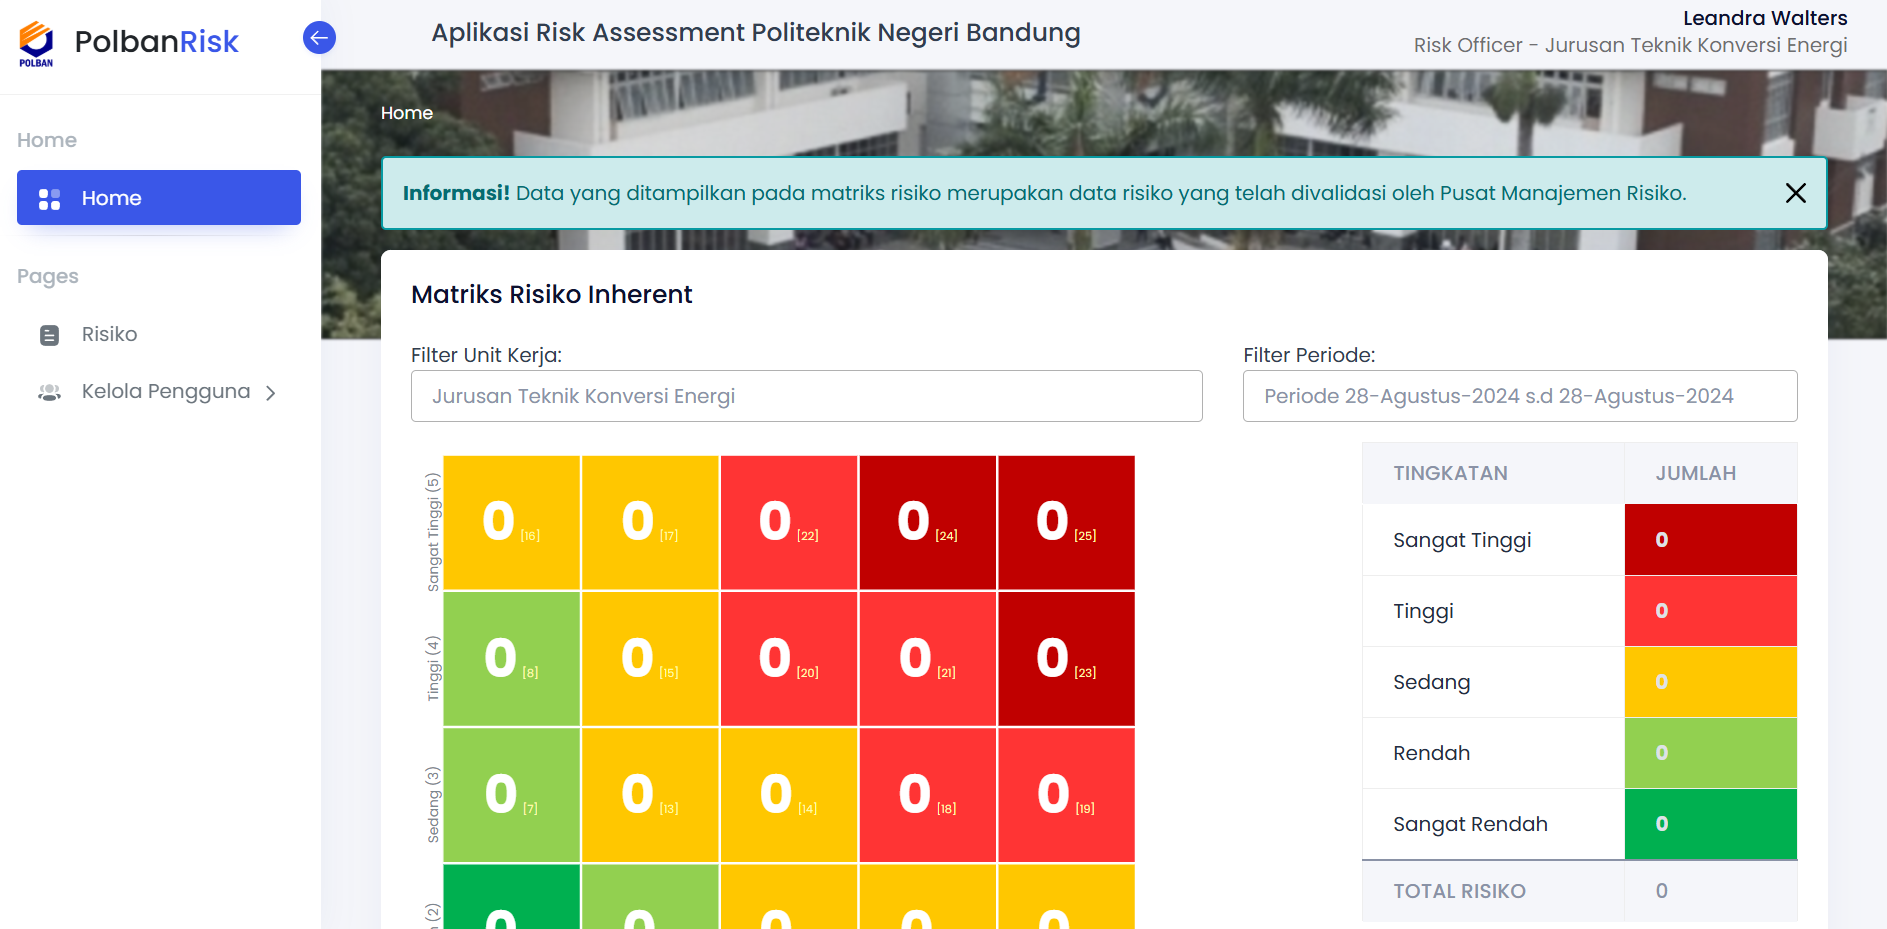 POLBAN
PolbanRisk
Aplikasi Risk Assessment Politeknik Negeri Bandung
Leandra Walters
Risk Officer - Jurusan Teknik Konversi Energi
Home
Home
Pages
Risiko
Kelola Pengguna
Home
Informasi! Data yang ditampilkan pada matriks risiko merupakan data risiko yang telah divalidasi oleh Pusat Manajemen Risiko.
Matriks Risiko Inherent
Filter Unit Kerja:
Jurusan Teknik Konversi Energi
Filter Periode:
Periode 28-Agustus-2024 s.d 28-Agustus-2024
Sangat Tinggi (5)
0 [16] 0 [17] 0 [22] 0 [24] 0 [25]
Tinggi (4)
0 [8] 0 [15] 0 [20] 0 [21] 0 [23]
Sedang (3)
0 [7] 0 [13] 0 [14] 0 [18] 0 [19]
(2)
0 0 0 0 0
TINGKATAN JUMLAH
Sangat Tinggi 0
Tinggi 0
Sedang 0
Rendah 0
Sangat Rendah 0
TOTAL RISIKO 0